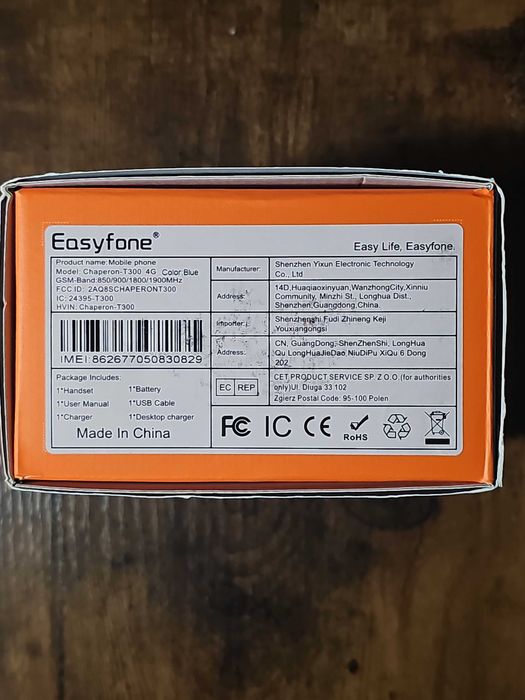 Easyfone®
Easy Life, Easyfone.
Product name: Mobile phone
Model: Chaperon-T300 4G Color Blue
GSM-Band:850/900/1800/1900MHz
FCC ID: 2AQ8SCHAPERONT300
IC: 24395-T300
HVIN: Chaperon-T300
IMEI: 862677050830829
Package Includes:
1*Handset 1*Battery
1*User Manual 1*USB Cable
1*Charger 1*Desktop charger
Made In China
Manufacturer: Shenzhen Yixun Electronic Technology
Co., Ltd
Address: 14D,Huaqiaoxinyuan,WanzhongCity,Xinniu
Community, Minzhi St., Longhua Dist.,
Shenzhen,Guangdong,China.
Impoller: Shenzhenshi Fudi Zhineng Keji
Youxiangongsi
Address: CN, GuangDong, ShenZhenShi, LongHua
Qu LongHuaJieDao NiuDiPu XiQu 6 Dong
202
EC REP CET PRODUCT SERVICE SP. Z O.O.(for authorities
only)Ul. Dluga 33 102
Zgierz Postal Code: 95-100 Polen
FC IC CE RoHS